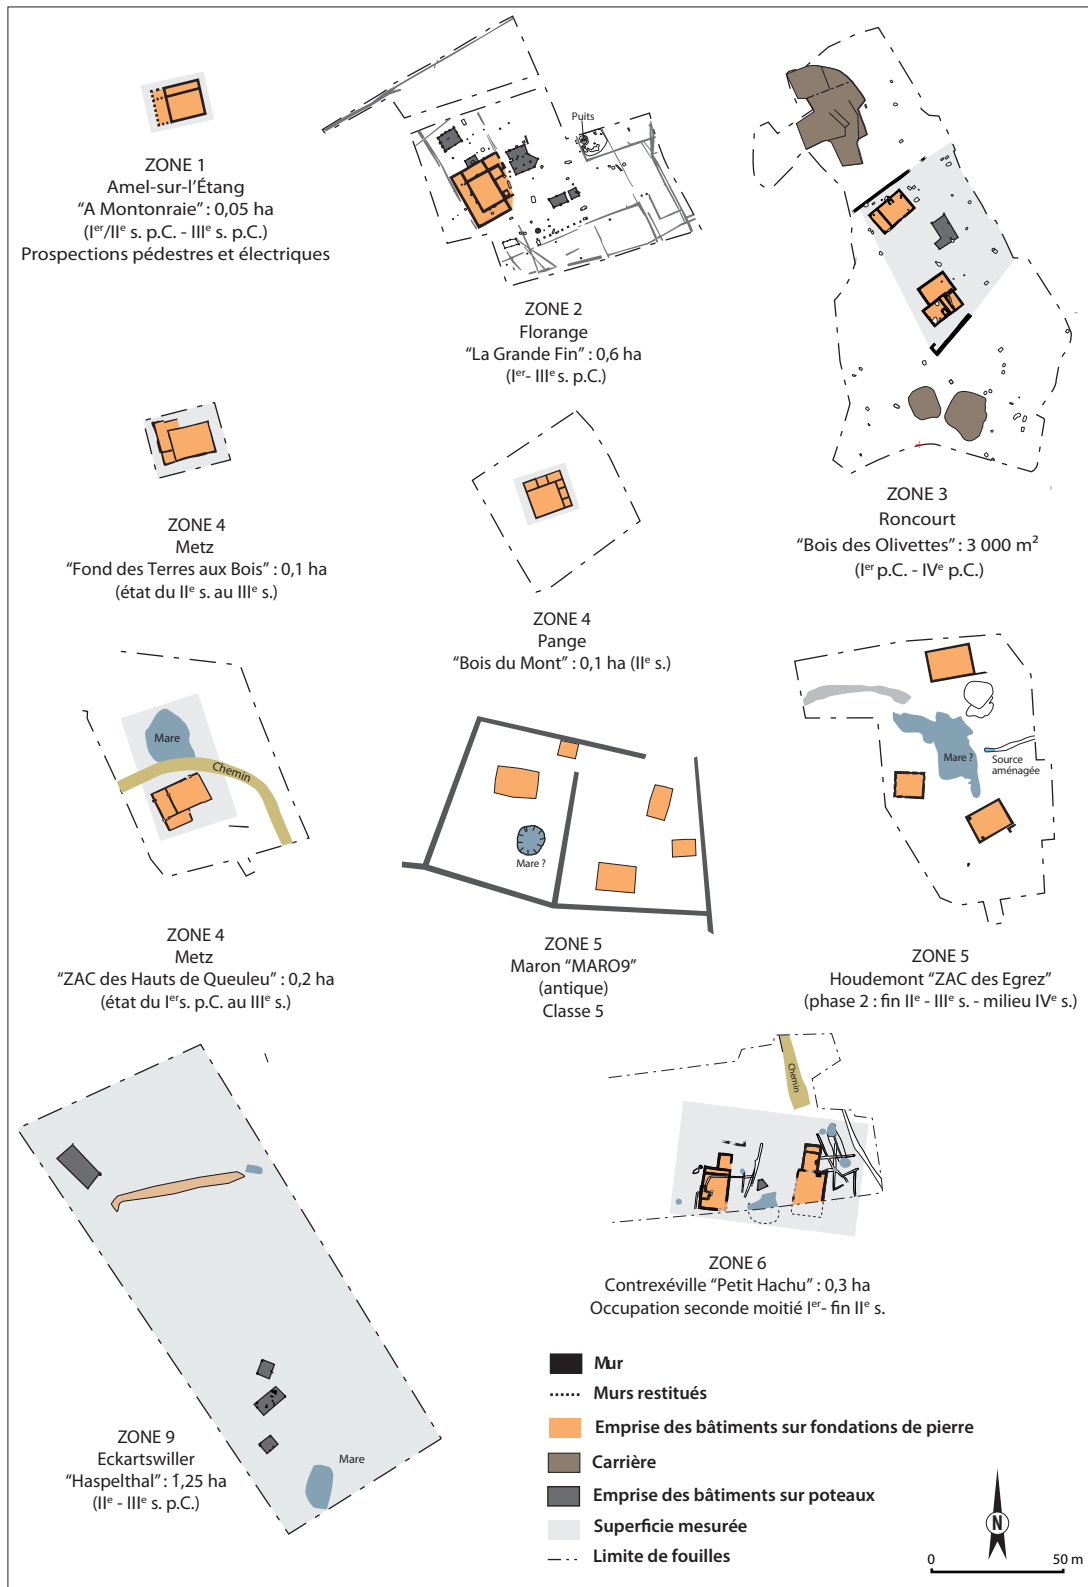 Puits
ZONE 1
Amel-sur-l’Étang
“A Montonraie” : 0,05 ha
(Iᵉʳ/IIᵉ s. p.C. - IIIᵉ s. p.C.)
Prospections pédestres et électriques
ZONE 2
Florange
“La Grande Fin” : 0,6 ha
(Iᵉʳ- IIIᵉ s. p.C.)
ZONE 3
Roncourt
“Bois des Olivettes” : 3 000 m²
(Iᵉʳ p.C. - IVᵉ p.C.)
ZONE 4
Metz
“Fond des Terres aux Bois” : 0,1 ha
(état du IIᵉ s. au IIIᵉ s.)
ZONE 4
Pange
“Bois du Mont” : 0,1 ha (IIᵉ s.)
Mare
Chemin
ZONE 4
Metz
“ZAC des Hauts de Queuleu” : 0,2 ha
(état du Iᵉʳs. p.C. au IIIᵉ s.)
Mare ?
ZONE 5
Maron “MARO9”
(antique)
Classe 5
Mare ?
Source
aménagée
ZONE 5
Houdemont “ZAC des Egrez”
(phase 2 : fin IIᵉ - IIIᵉ s. - milieu IVᵉ s.)
Chemin
ZONE 6
Contrexéville “Petit Hachu” : 0,3 ha
Occupation seconde moitié Iᵉʳ- fin IIᵉ s.
Mare
ZONE 9
Eckartswiller
“Haspelthal” : 1,25 ha
(IIᵉ - IIIᵉ s. p.C.)
Mur
Murs restitués
Emprise des bâtiments sur fondations de pierre
Carrière
Emprise des bâtiments sur poteaux
Superficie mesurée
Limite de fouilles
N
0 50 m